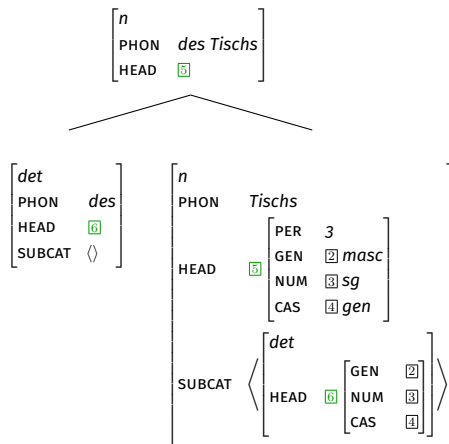 n
PHON des Tischs
HEAD 5
det
PHON des
HEAD 6
SUBCAT ⟨⟩
n
PHON Tischs
HEAD 5
PER 3
GEN 2 masc
NUM 3 sg
CAS 4 gen
SUBCAT ⟨
det
HEAD 6
GEN 2
NUM 3
CAS 4
⟩